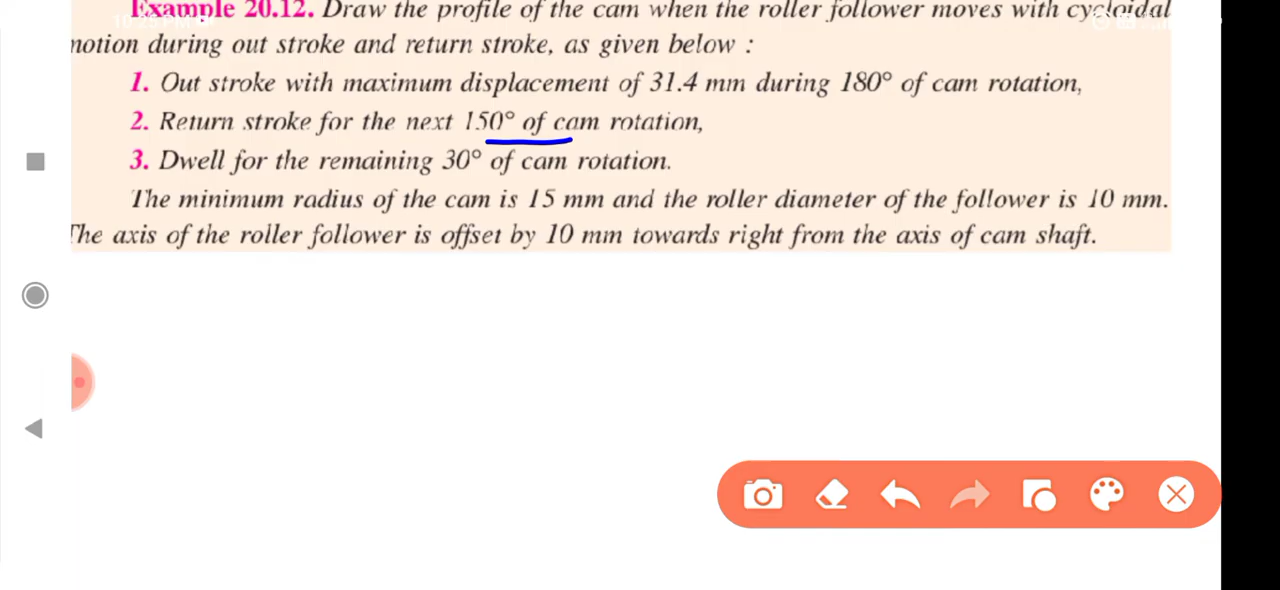 Example 20.12. Draw the profile of the cam when the roller follower moves with cycloidal
motion during out stroke and return stroke, as given below :
1. Out stroke with maximum displacement of 31.4 mm during 180° of cam rotation,
2. Return stroke for the next 150° of cam rotation,
3. Dwell for the remaining 30° of cam rotation.
The minimum radius of the cam is 15 mm and the roller diameter of the follower is 10 mm.
The axis of the roller follower is offset by 10 mm towards right from the axis of cam shaft.